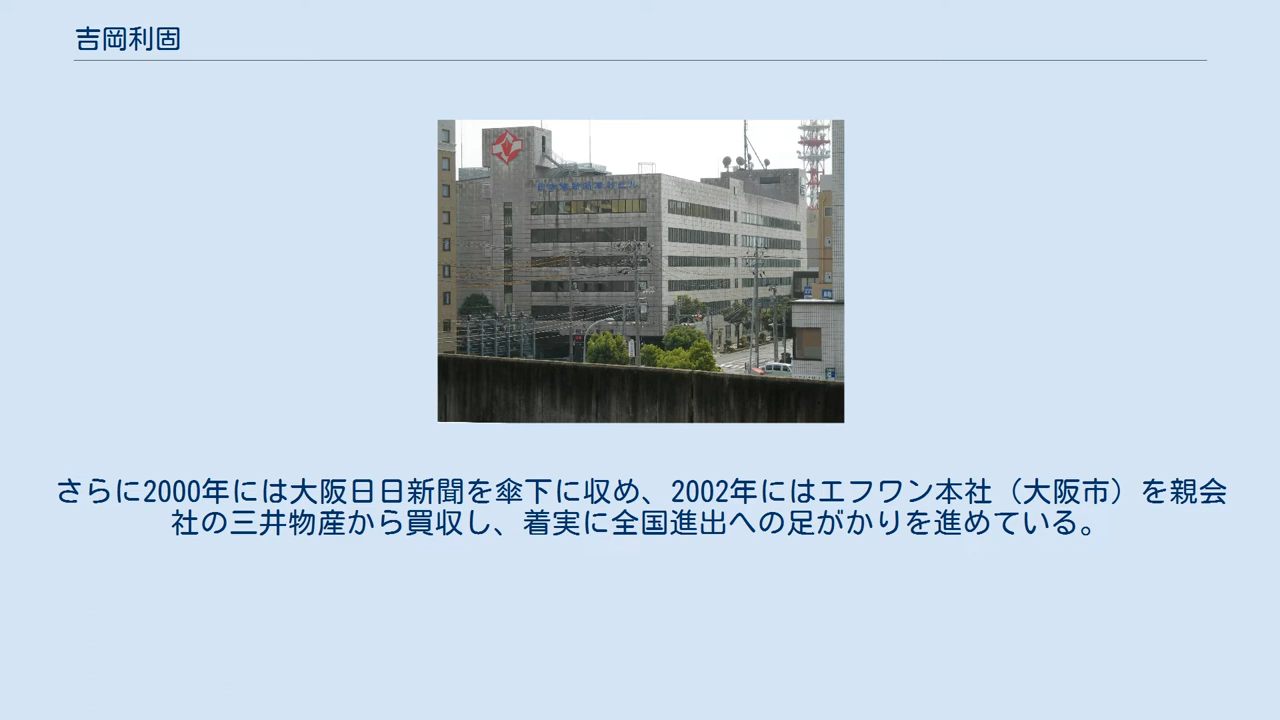 吉岡利固
さらに2000年には大阪日日新聞を傘下に収め、2002年にはエフワン本社（大阪市）を親会
社の三井物産から買収し、着実に全国進出への足がかりを進めている。